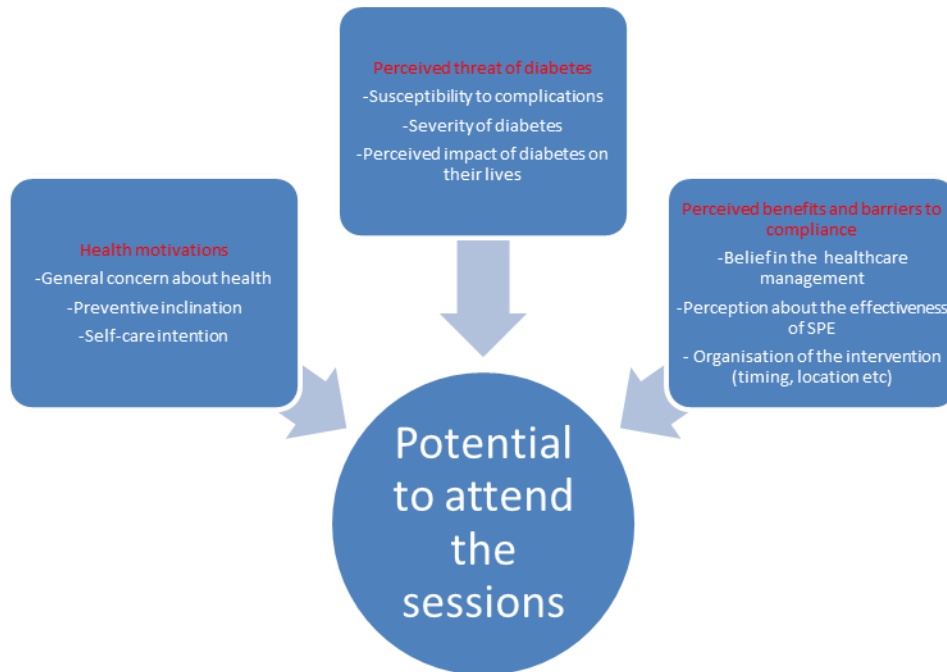 Perceived threat of diabetes
-Susceptibility to complications
-Severity of diabetes
-Perceived impact of diabetes on
their lives
Health motivations
-General concern about health
-Preventive inclination
-Self-care intention
Perceived benefits and barriers to
compliance
-Belief in the healthcare
management
-Perception about the effectiveness
of SPE
- Organisation of the intervention
(timing, location etc)
Potential
to attend
the
sessions